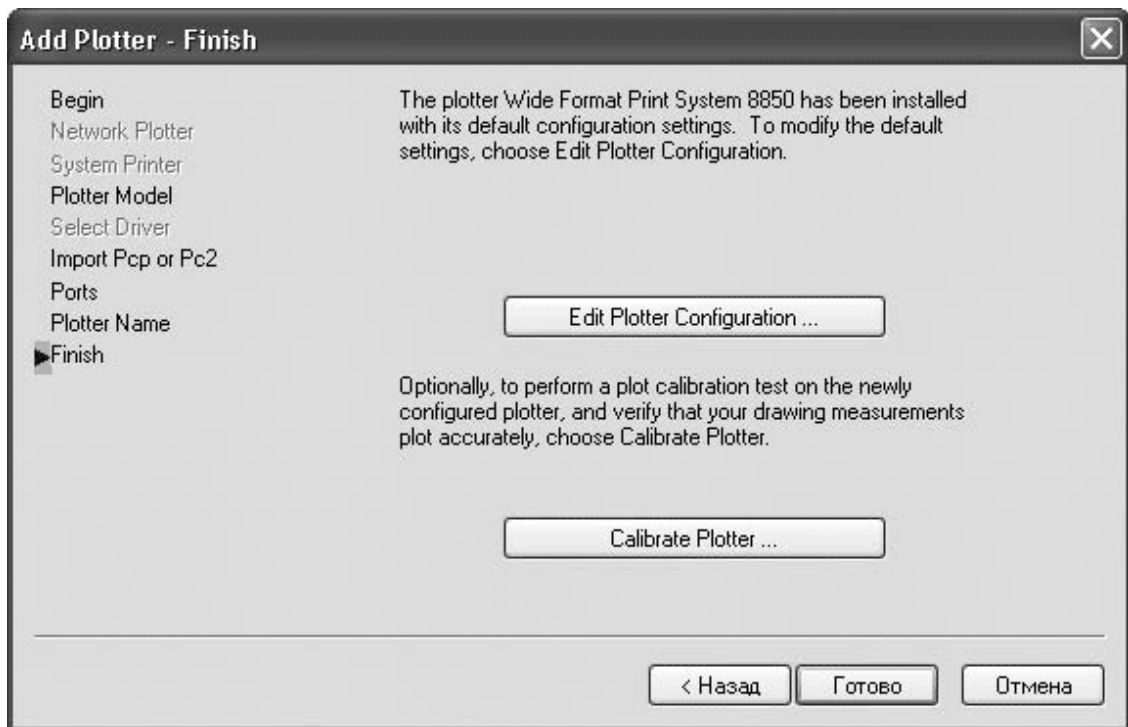 Add Plotter - Finish
Begin
Network Plotter
System Printer
Plotter Model
Select Driver
Import Pcp or Pc2
Ports
Plotter Name
Finish
The plotter Wide Format Print System 8850 has been installed
with its default configuration settings. To modify the default
settings, choose Edit Plotter Configuration.
Edit Plotter Configuration ...
Optionally, to perform a plot calibration test on the newly
configured plotter, and verify that your drawing measurements
plot accurately, choose Calibrate Plotter.
Calibrate Plotter ...
< Назад
Готово
Отмена